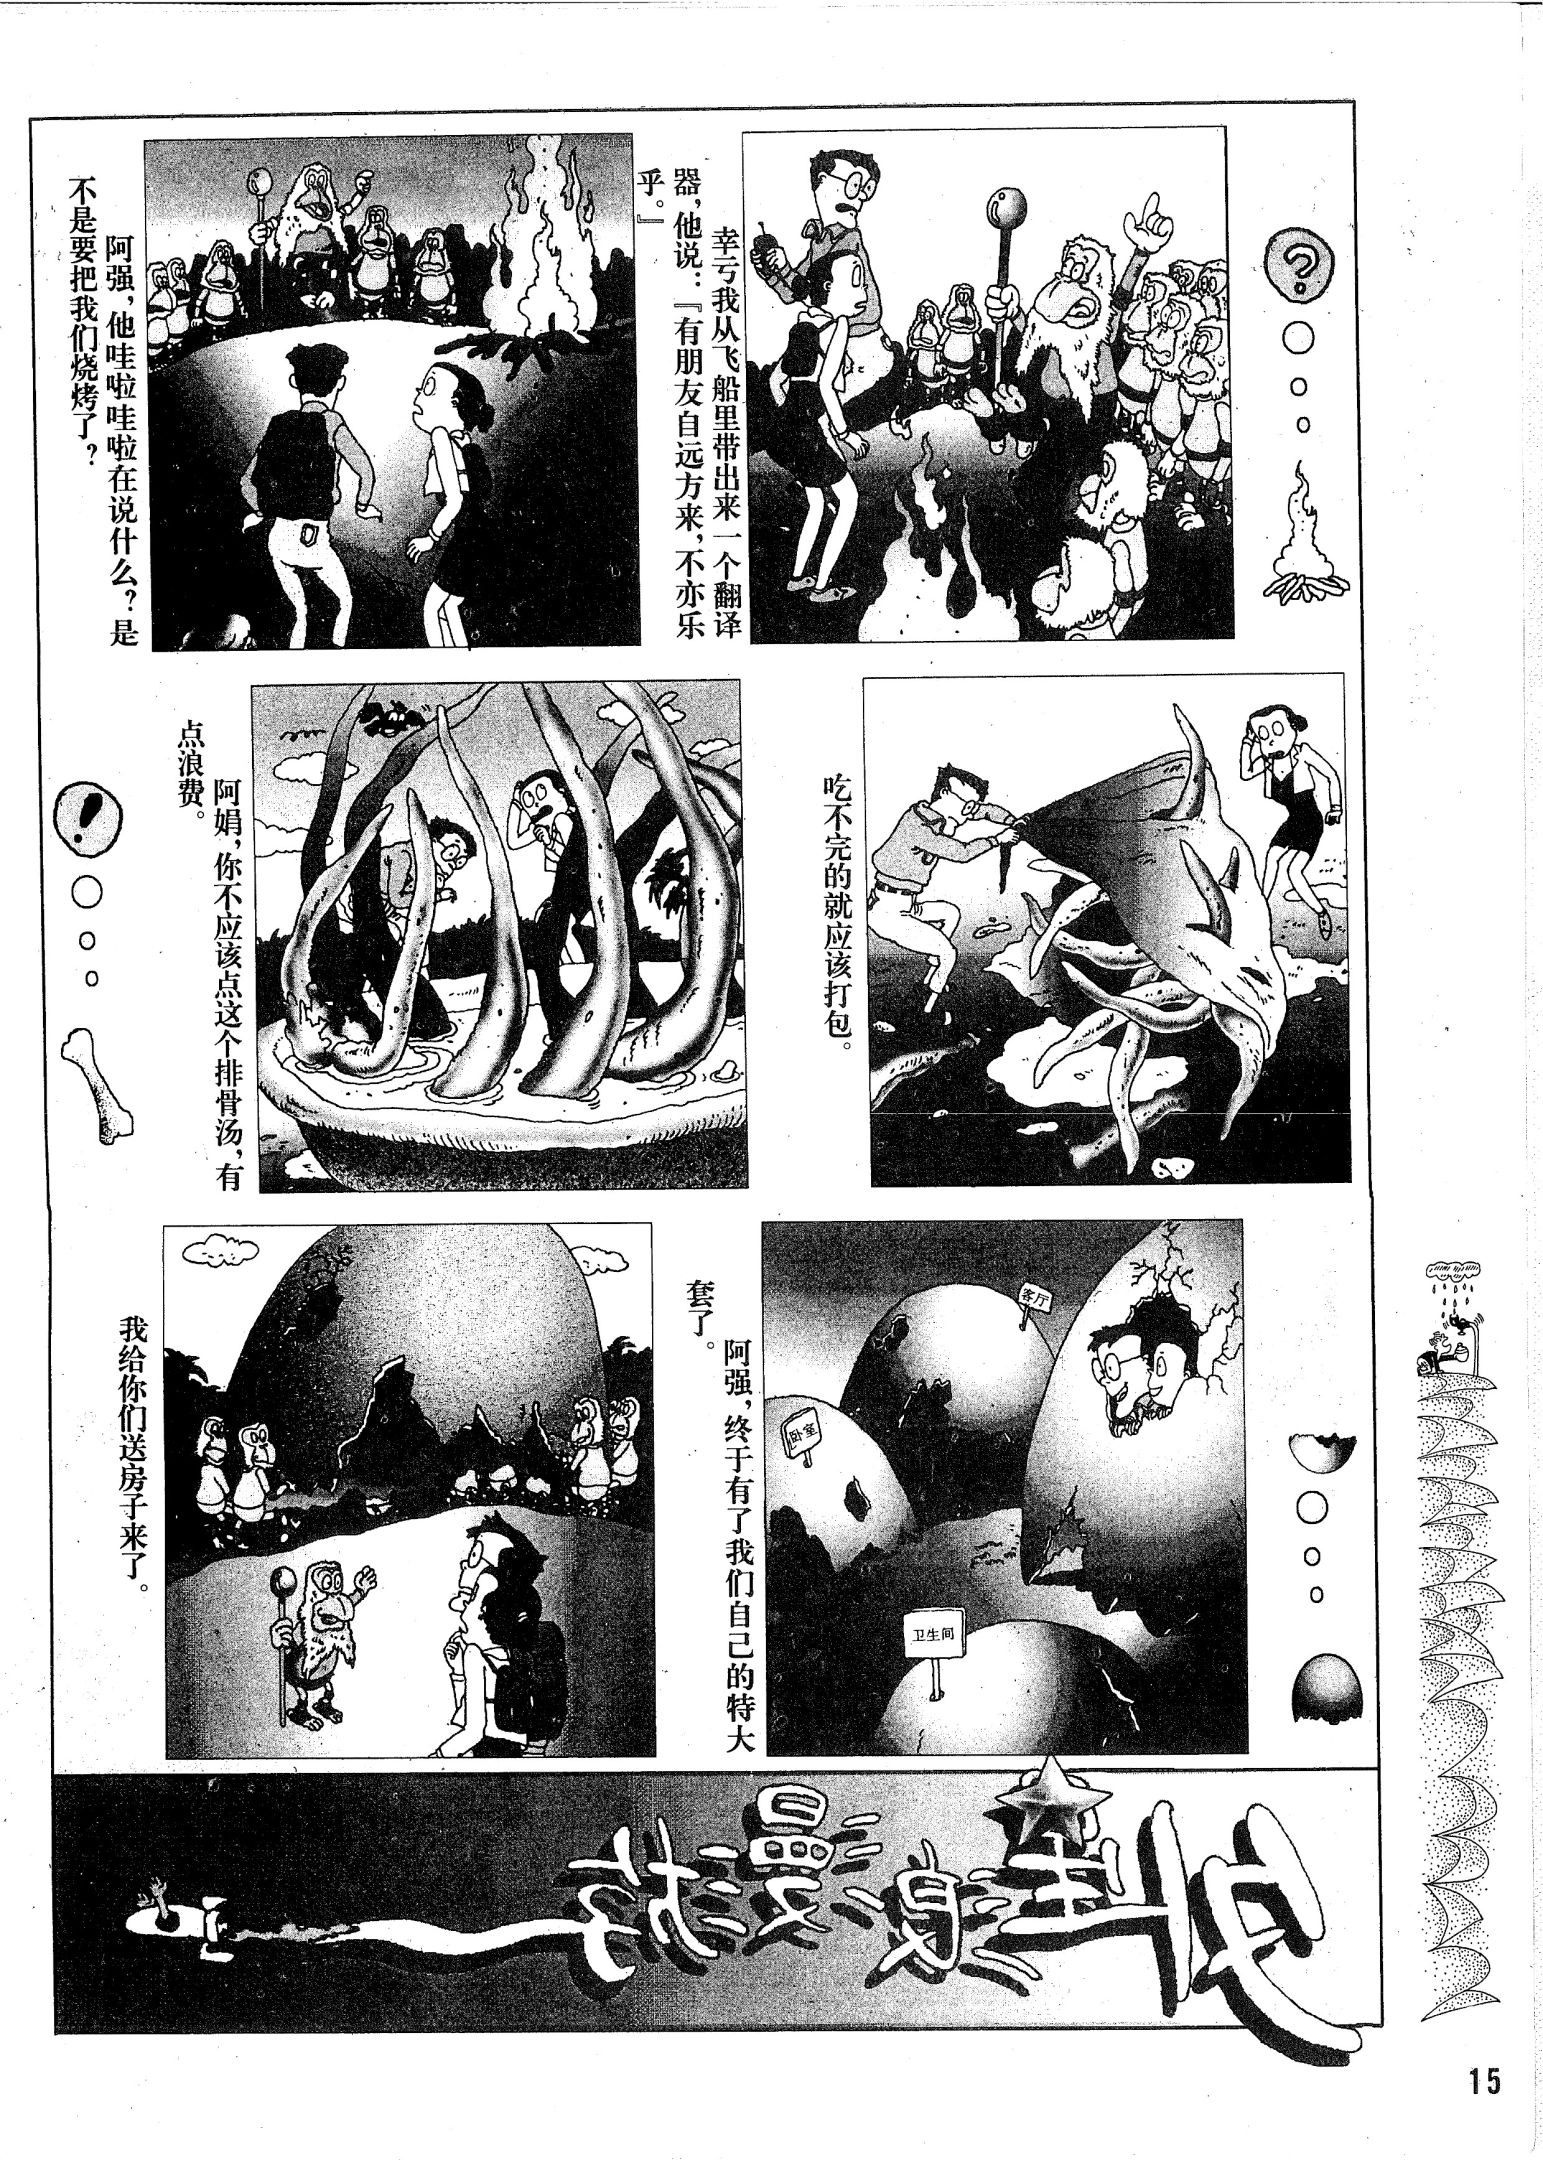 阿强，他哇啦哇啦在说什么？是
不是要把我们烧烤了？
幸亏我从飞船里带出来一个翻译
器，他说：『有朋友自远方来，不亦乐
乎。』
?
!
阿娟，你不应该点这个排骨汤，有
点浪费。
吃不完的就应该打包。
我给你们送房子来了。
阿强，终于有了我们自己的特大
套了。
客厅
卧室
卫生间
15